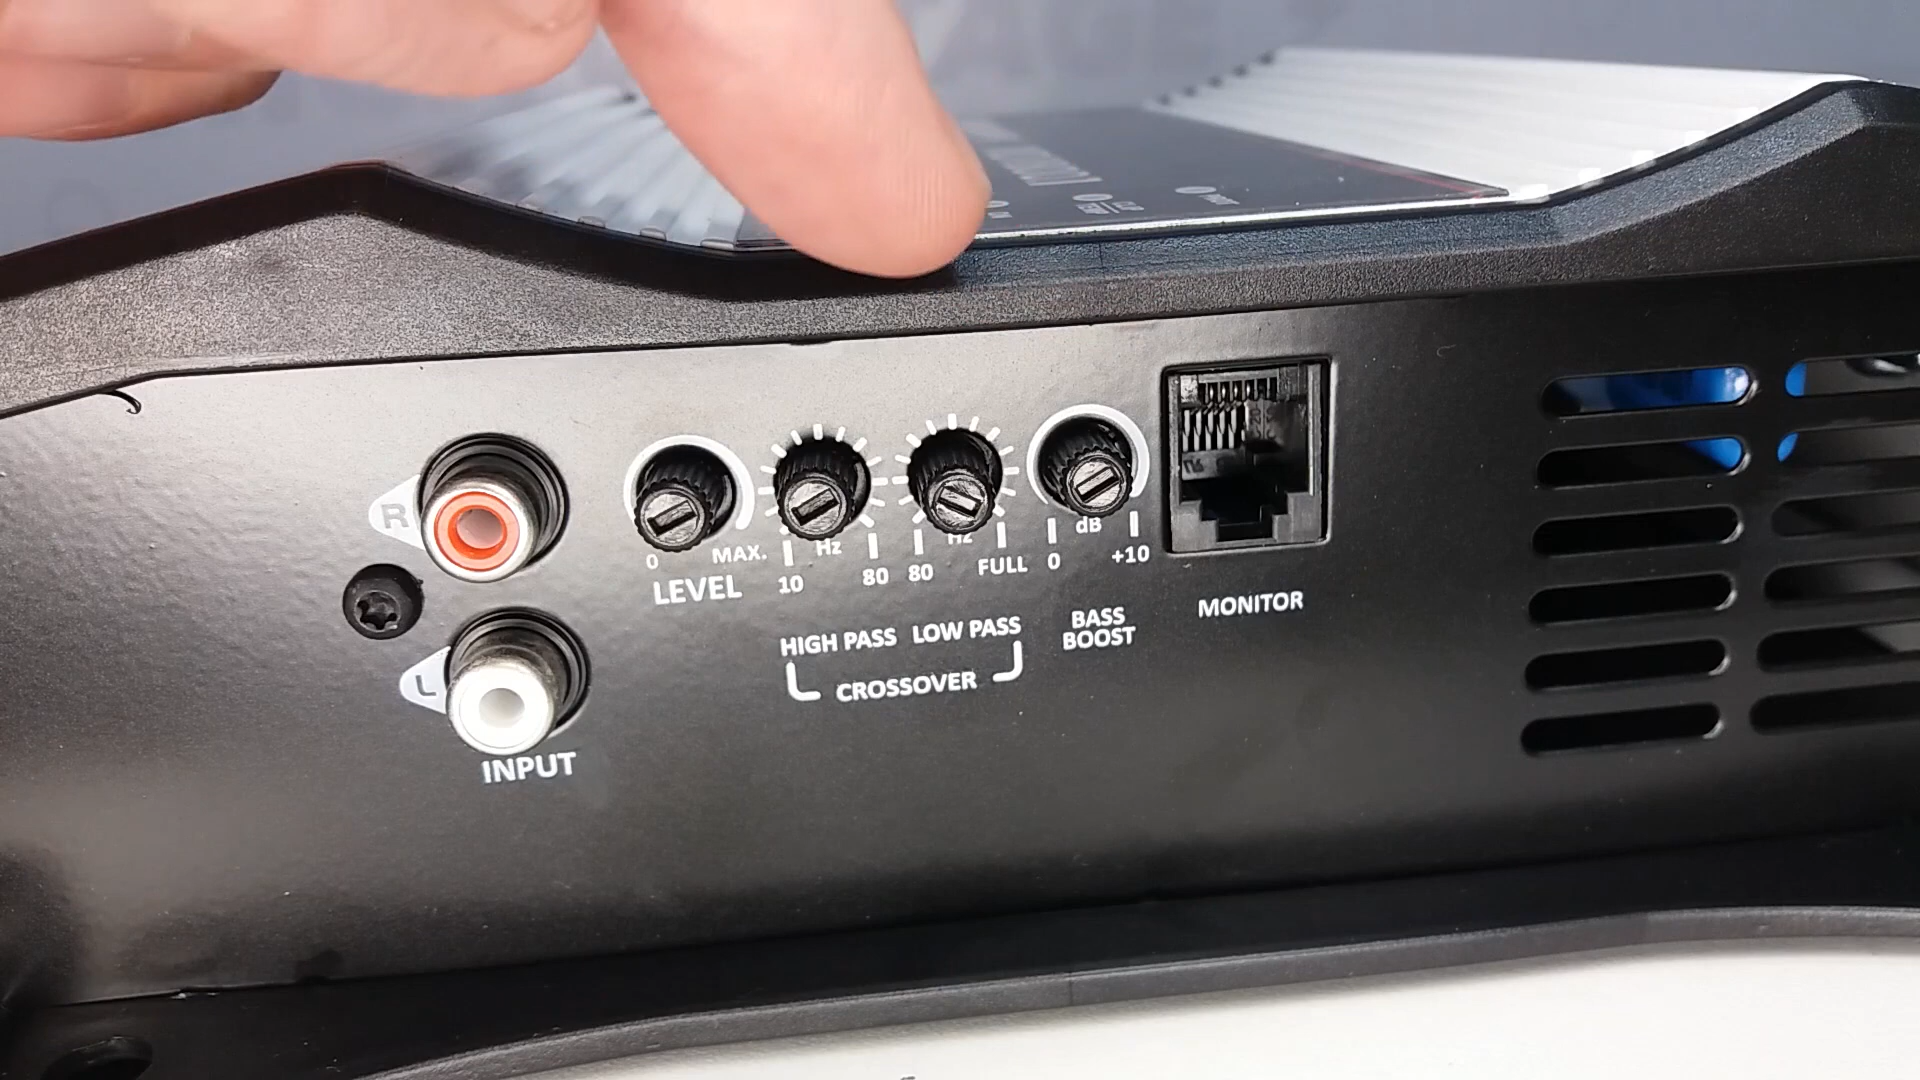 R
L
INPUT
0
MAX.
LEVEL
Hz
10
80
HIGH PASS
Hz
80
FULL
LOW PASS
CROSSOVER
dB
0
+10
BASS
BOOST
MONITOR